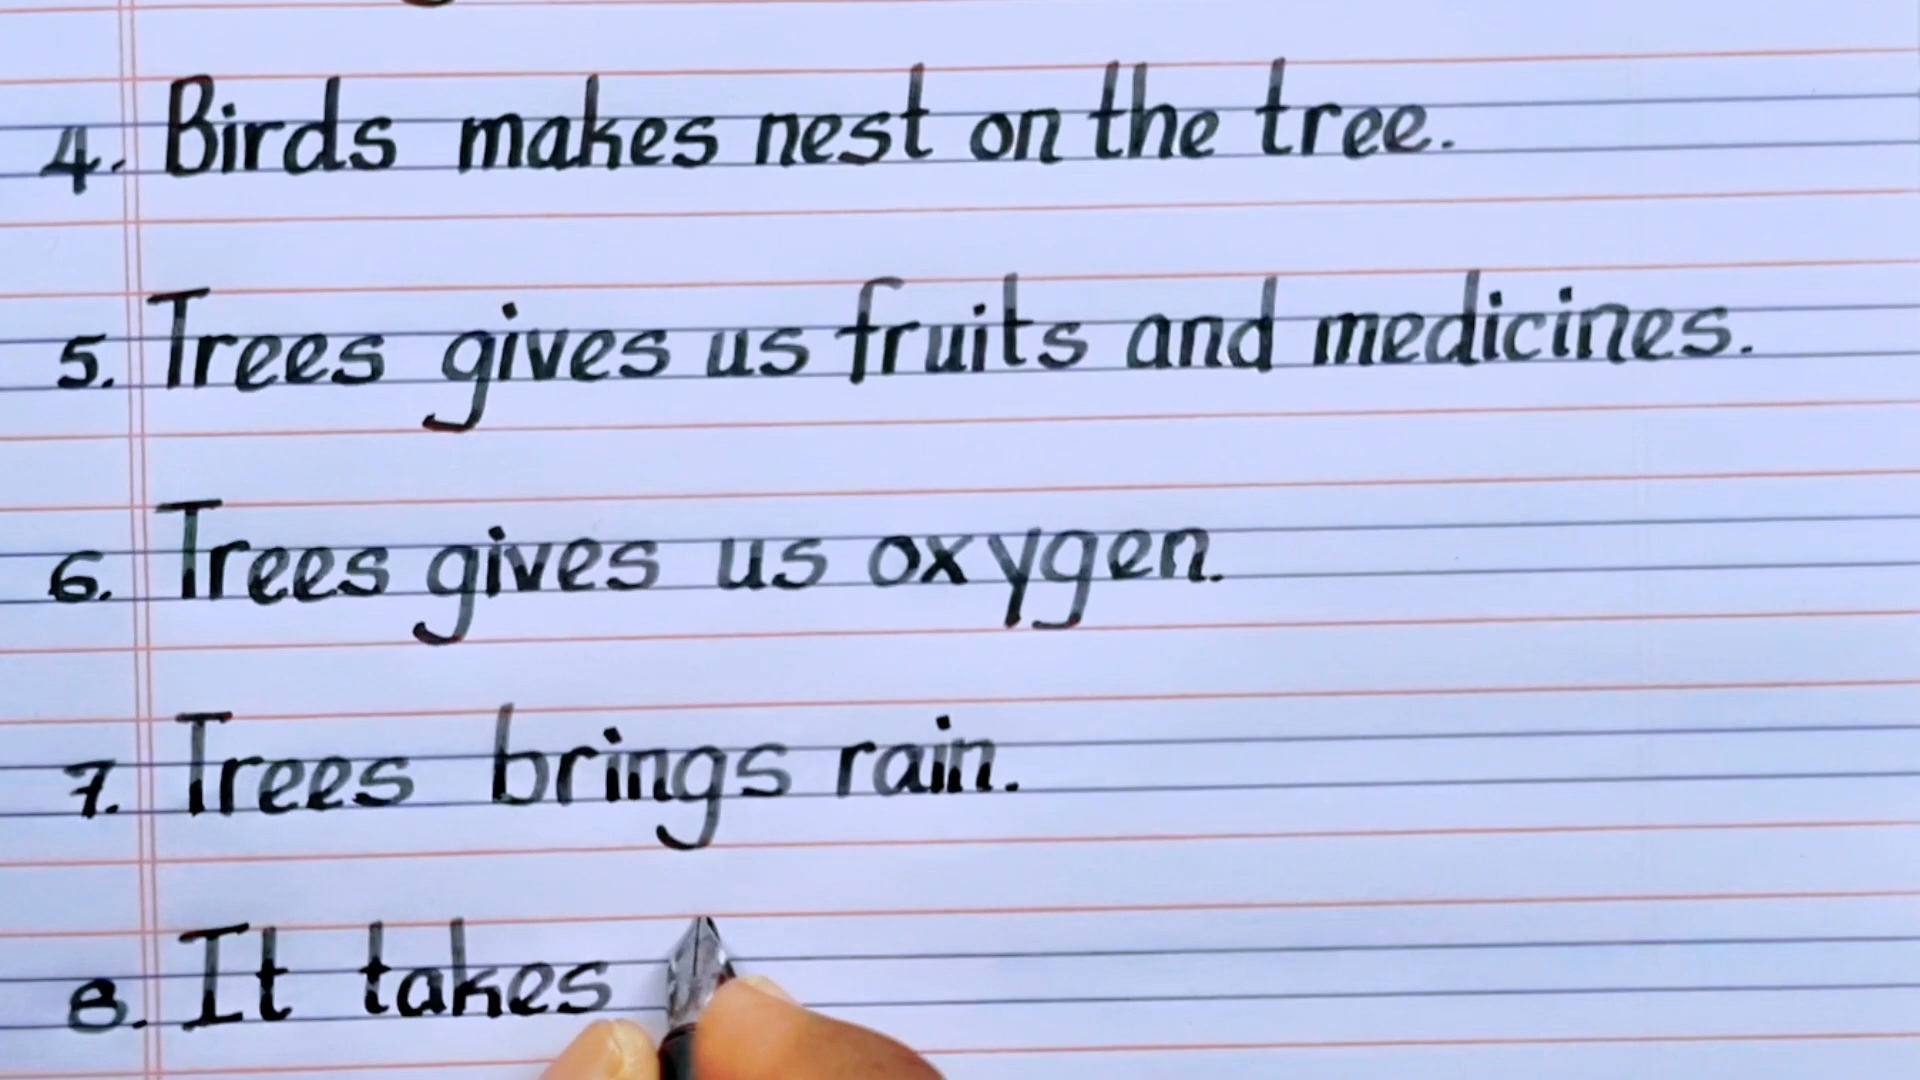 4. Birds makes nest on the tree.
5. Trees gives us fruits and medicines.
6. Trees gives us oxygen.
7. Trees brings rain.
8. It takes